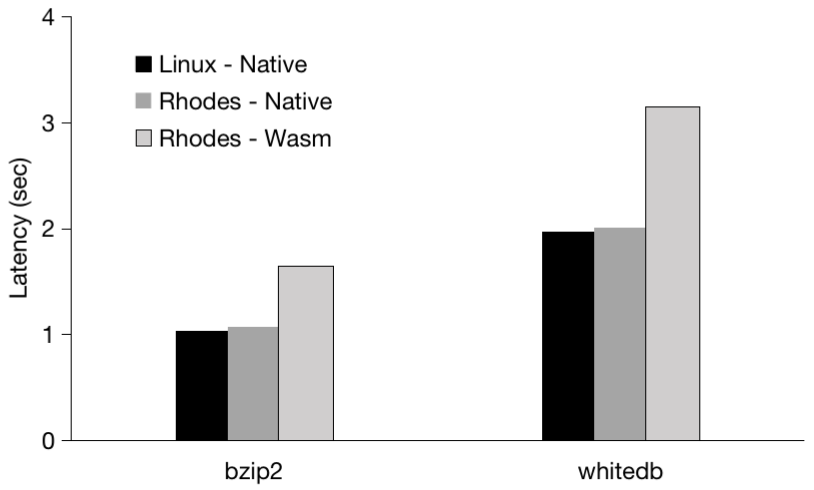 4
Linux - Native
Rhodes - Native
3
Rhodes - Wasm
Latency (sec)
2
1
0
bzip2
whitedb